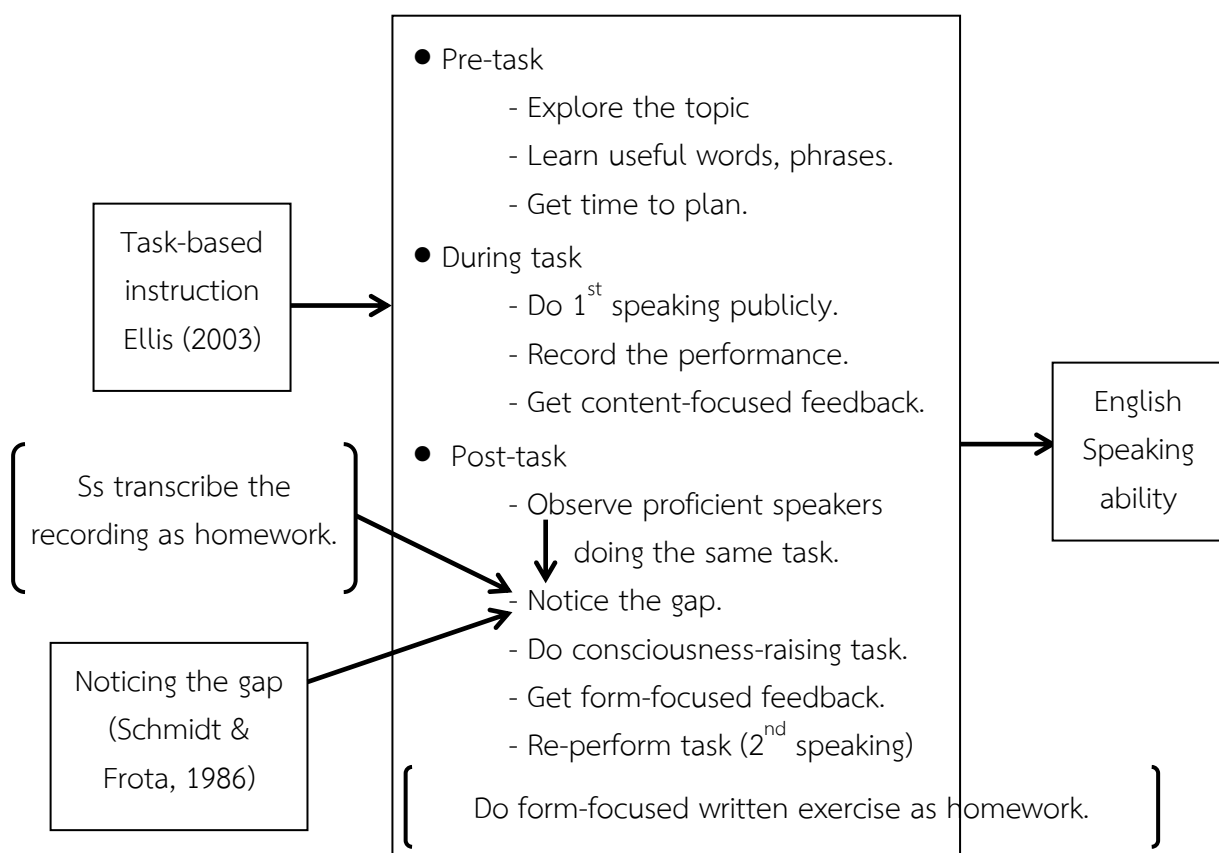 ● Pre-task
- Explore the topic
- Learn useful words, phrases.
- Get time to plan.
● During task
- Do 1st speaking publicly.
- Record the performance.
- Get content-focused feedback.
● Post-task
- Observe proficient speakers
doing the same task.
- Notice the gap.
- Do consciousness-raising task.
- Get form-focused feedback.
- Re-perform task (2nd speaking)
Do form-focused written exercise as homework.
Task-based
instruction
Ellis (2003)
Ss transcribe the
recording as homework.
Noticing the gap
(Schmidt &
Frota, 1986)
English
Speaking
ability